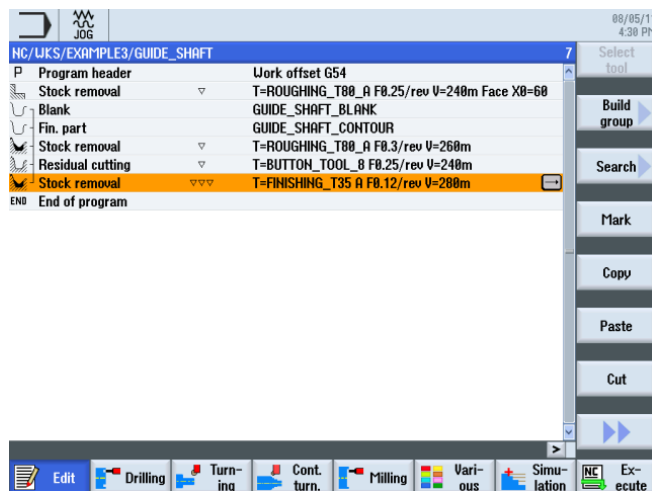 JOG
08/05/1
4:30 PM
NC/WKS/EXAMPLE3/GUIDE_SHAFT 7
Select tool
P Program header Work offset G54
Stock removal ▽ T=ROUGHING_T80_A F0.25/rev V=240m Face X0=60
Blank GUIDE_SHAFT_BLANK
Fin. part GUIDE_SHAFT_CONTOUR
Stock removal ▽ T=ROUGHING_T80_A F0.3/rev V=260m
Residual cutting ▽ T=BUTTON_TOOL_8 F0.25/rev V=240m
Stock removal ▽▽▽ T=FINISHING_T35 A F0.12/rev V=280m
END End of program
Build group
Search
Mark
Copy
Paste
Cut
Edit
Drilling
Turn-
ing
Cont.
turn.
Milling
Vari-
ous
Simu-
lation
NC Ex-
ecute